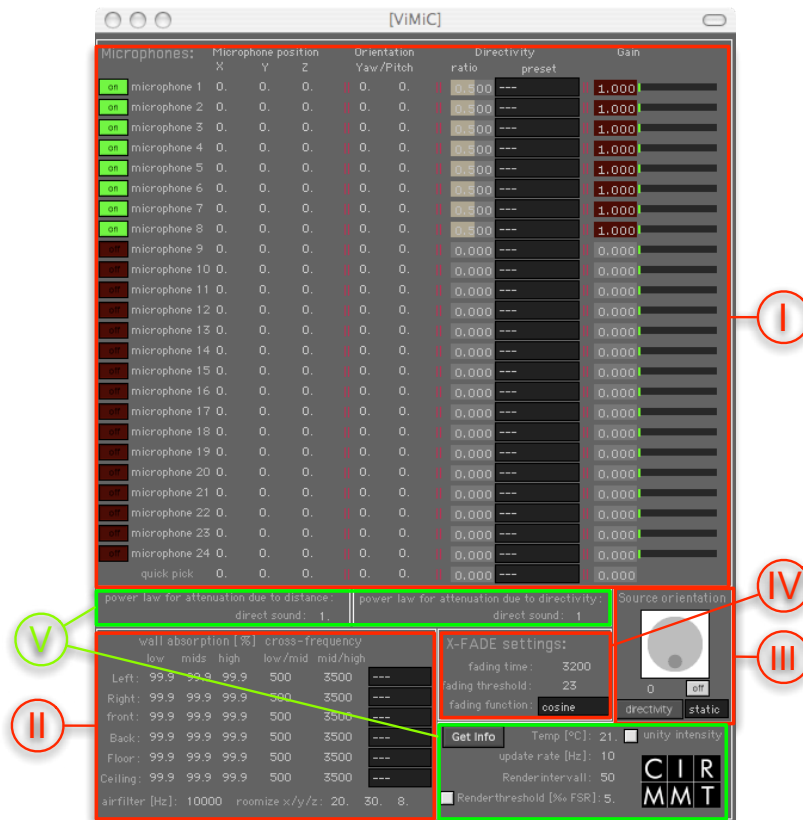 [ViMiC]
Microphones: Microphone position Orientation Directivity Gain
X Y Z Yaw/Pitch ratio preset
on microphone 1 0. 0. 0. 0. 0. 0.500 --- 1.000
on microphone 2 0. 0. 0. 0. 0. 0.500 --- 1.000
on microphone 3 0. 0. 0. 0. 0. 0.500 --- 1.000
on microphone 4 0. 0. 0. 0. 0. 0.500 --- 1.000
on microphone 5 0. 0. 0. 0. 0. 0.500 --- 1.000
on microphone 6 0. 0. 0. 0. 0. 0.500 --- 1.000
on microphone 7 0. 0. 0. 0. 0. 0.500 --- 1.000
on microphone 8 0. 0. 0. 0. 0. 0.500 --- 1.000
off microphone 9 0. 0. 0. 0. 0. 0.000 --- 0.000
off microphone 10 0. 0. 0. 0. 0. 0.000 --- 0.000
off microphone 11 0. 0. 0. 0. 0. 0.000 --- 0.000
off microphone 12 0. 0. 0. 0. 0. 0.000 --- 0.000
off microphone 13 0. 0. 0. 0. 0. 0.000 --- 0.000
off microphone 14 0. 0. 0. 0. 0. 0.000 --- 0.000
off microphone 15 0. 0. 0. 0. 0. 0.000 --- 0.000
off microphone 16 0. 0. 0. 0. 0. 0.000 --- 0.000
off microphone 17 0. 0. 0. 0. 0. 0.000 --- 0.000
off microphone 18 0. 0. 0. 0. 0. 0.000 --- 0.000
off microphone 19 0. 0. 0. 0. 0. 0.000 --- 0.000
off microphone 20 0. 0. 0. 0. 0. 0.000 --- 0.000
off microphone 21 0. 0. 0. 0. 0. 0.000 --- 0.000
off microphone 22 0. 0. 0. 0. 0. 0.000 --- 0.000
off microphone 23 0. 0. 0. 0. 0. 0.000 --- 0.000
off microphone 24 0. 0. 0. 0. 0. 0.000 --- 0.000
quick pick 0. 0. 0. 0. 0. 0.000 --- 0.000
I
power law for attenuation due to distance:
direct sound: 1.
power law for attenuation due to directivity:
direct sound: 1
V
wall absorption [%] cross-frequency
low mids high low/mid mid/high
Left: 99.9 99.9 99.9 500 3500 ---
Right: 99.9 99.9 99.9 500 3500 ---
front: 99.9 99.9 99.9 500 3500 ---
Back: 99.9 99.9 99.9 500 3500 ---
Floor: 99.9 99.9 99.9 500 3500 ---
Ceiling: 99.9 99.9 99.9 500 3500 ---
airfilter [Hz]: 10000 roomize x/y/z: 20. 30. 8.
II
X-FADE settings:
fading time: 3200
fading threshold: 23
fading function: cosine
IV
Source orientation
0 off
directivity static
III
Get Info Temp [°C]: 21. unity intensity
update rate [Hz]: 10
Renderintervall: 50
Renderthreshold [‰ FSR]: 5.
CIR
MMT